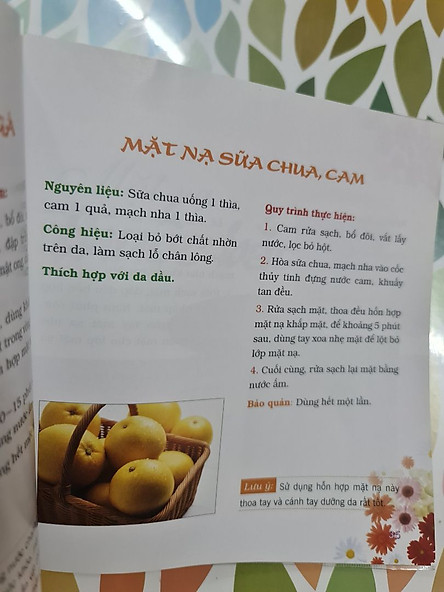 MẶT NẠ SỮA CHUA, CAM
Nguyên liệu: Sữa chua uống 1 thìa,
cam 1 quả, mạch nha 1 thìa.
Công hiệu: Loại bỏ bớt chất nhờn
trên da, làm sạch lỗ chân lông.
Thích hợp với da dầu.
Quy trình thực hiện:
1. Cam rửa sạch, bổ đôi, vắt lấy
nước, lọc bỏ hột.
2. Hòa sữa chua, mạch nha vào cốc
thủy tinh đựng nước cam, khuấy
tan đều.
3. Rửa sạch mặt, thoa đều hỗn hợp
mặt nạ khắp mặt, để khoảng 5 phút
sau, dùng tay xoa nhẹ mặt để lột bỏ
lớp mặt nạ.
4. Cuối cùng, rửa sạch lại mặt bằng
nước ấm.
Bảo quản: Dùng hết một lần.
Lưu ý: Sử dụng hỗn hợp mặt nạ này
thoa tay và cánh tay dưỡng da rất tốt.